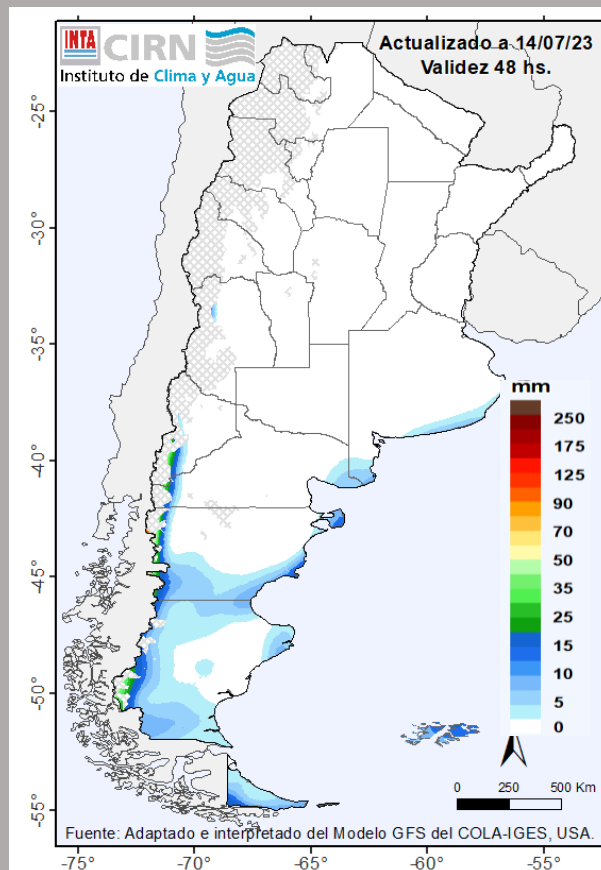 INTA CIRN
Instituto de Clima y Agua
Actualizado a 14/07/23
Validez 48 hs.
-25°
-30°
-35°
-40°
-45°
-50°
-55°
mm
250
175
125
90
70
50
35
25
15
10
5
0
0 250 500 Km
Fuente: Adaptado e interpretado del Modelo GFS del COLA-IGES, USA.
-75° -70° -65° -60° -55°